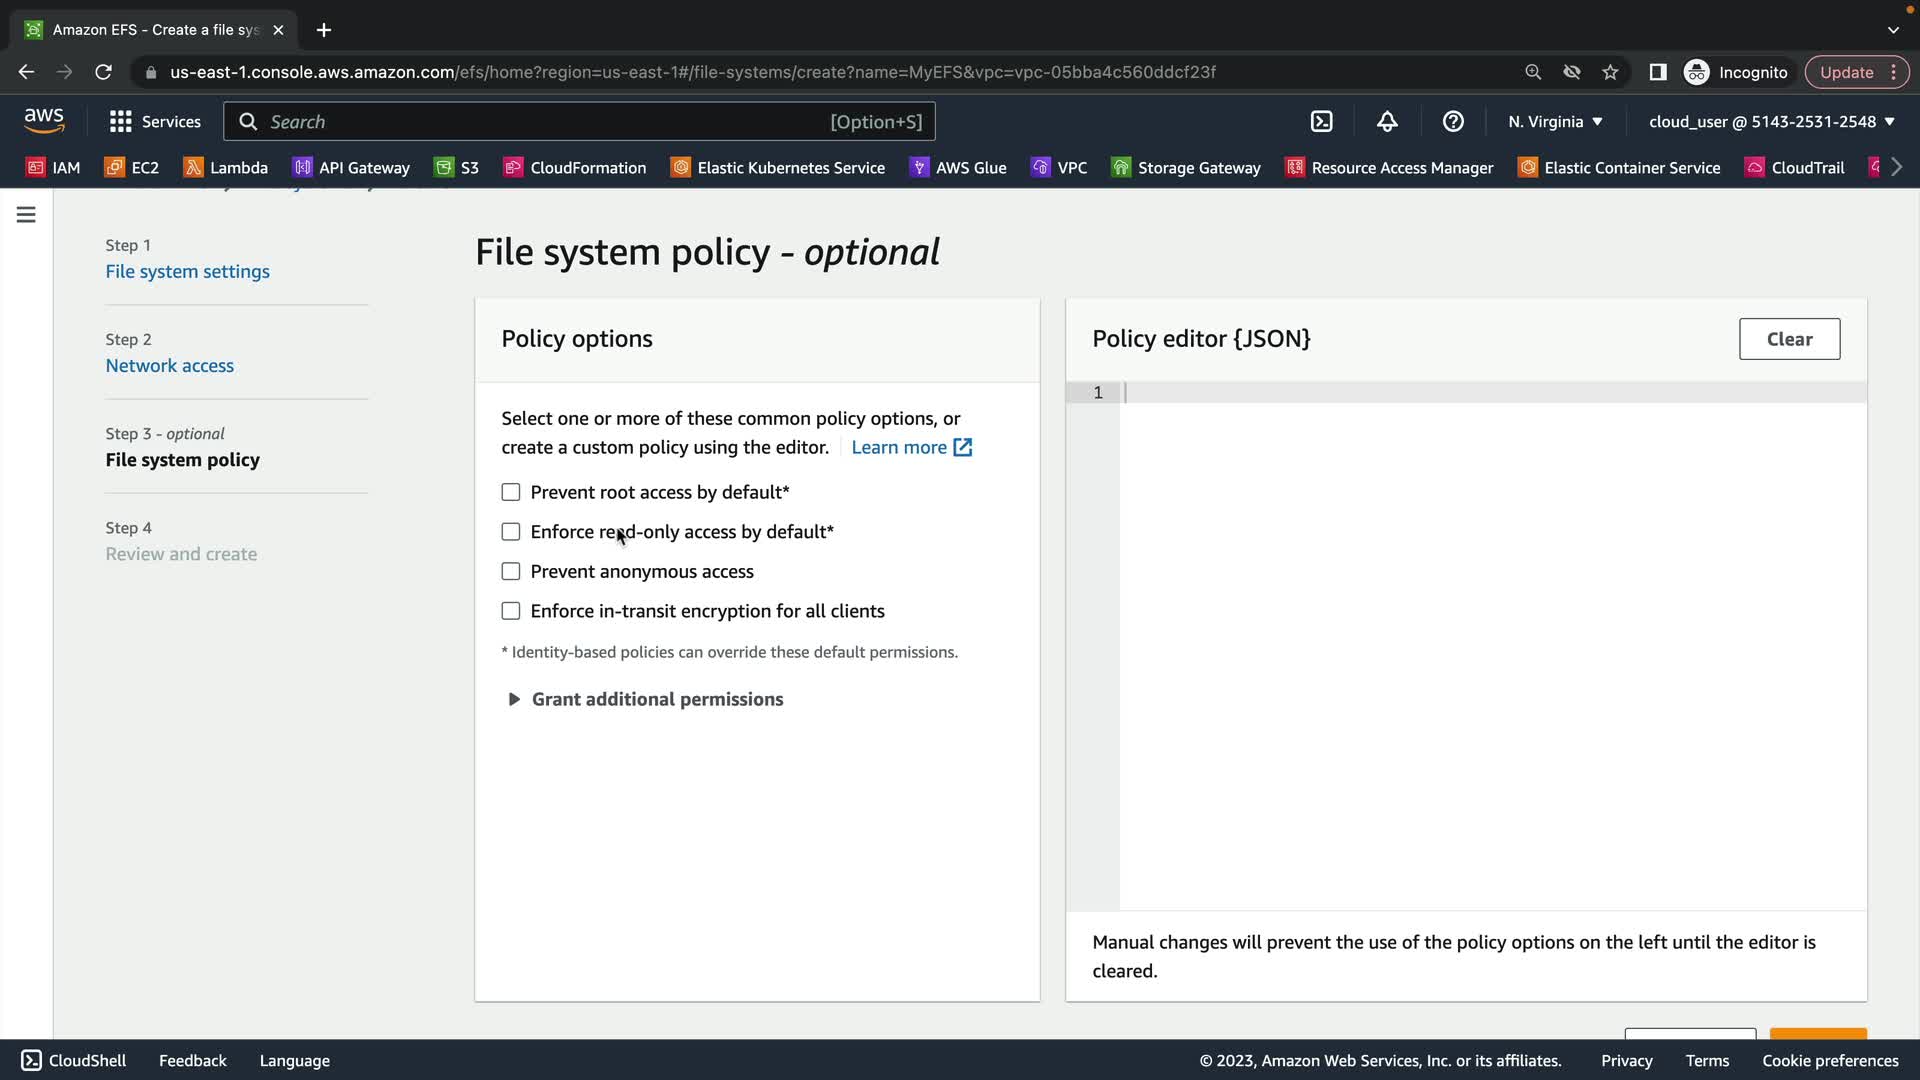 Amazon EFS - Create a file sys
us-east-1.console.aws.amazon.com/efs/home?region=us-east-1#/file-systems/create?name=MyEFS&vpc=vpc-05bba4c560ddcf23f
Incognito
Update
aws
Services
Search
[Option+S]
N. Virginia
cloud_user @ 5143-2531-2548
IAM
EC2
Lambda
API Gateway
S3
CloudFormation
Elastic Kubernetes Service
AWS Glue
VPC
Storage Gateway
Resource Access Manager
Elastic Container Service
CloudTrail
Step 1
File system settings
Step 2
Network access
Step 3 - optional
File system policy
Step 4
Review and create
File system policy - optional
Policy options
Select one or more of these common policy options, or
create a custom policy using the editor.
Learn more
Prevent root access by default*
Enforce read-only access by default*
Prevent anonymous access
Enforce in-transit encryption for all clients
* Identity-based policies can override these default permissions.
Grant additional permissions
Policy editor {JSON}
Clear
1
Manual changes will prevent the use of the policy options on the left until the editor is
cleared.
CloudShell
Feedback
Language
© 2023, Amazon Web Services, Inc. or its affiliates.
Privacy
Terms
Cookie preferences